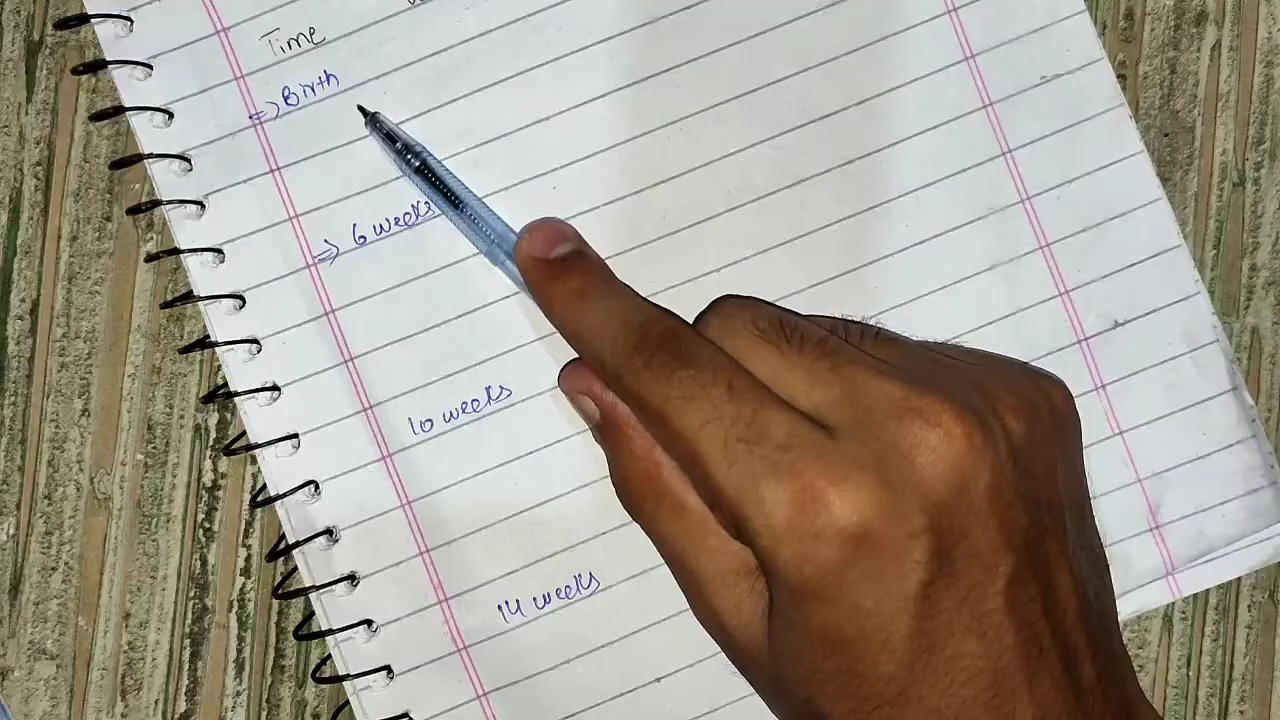 Time
=> Birth
=> 6 weeks
10 weeks
14 weeks